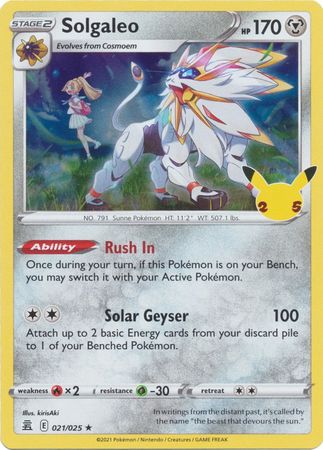 STAGE 2
Solgaleo
HP 170
Evolves from Cosmoem
NO. 791 Sunne Pokémon HT: 11'2" WT: 507.1 lbs.
25
Ability Rush In
Once during your turn, if this Pokémon is on your Bench,
you may switch it with your Active Pokémon.
Solar Geyser 100
Attach up to 2 basic Energy cards from your discard pile
to 1 of your Benched Pokémon.
weakness ×2 resistance -30 retreat
Illus. kirisAki
E 021/025 ★
In writings from the distant past, it's called by
the name "the beast that devours the sun."
©2021 Pokémon / Nintendo / Creatures / GAME FREAK